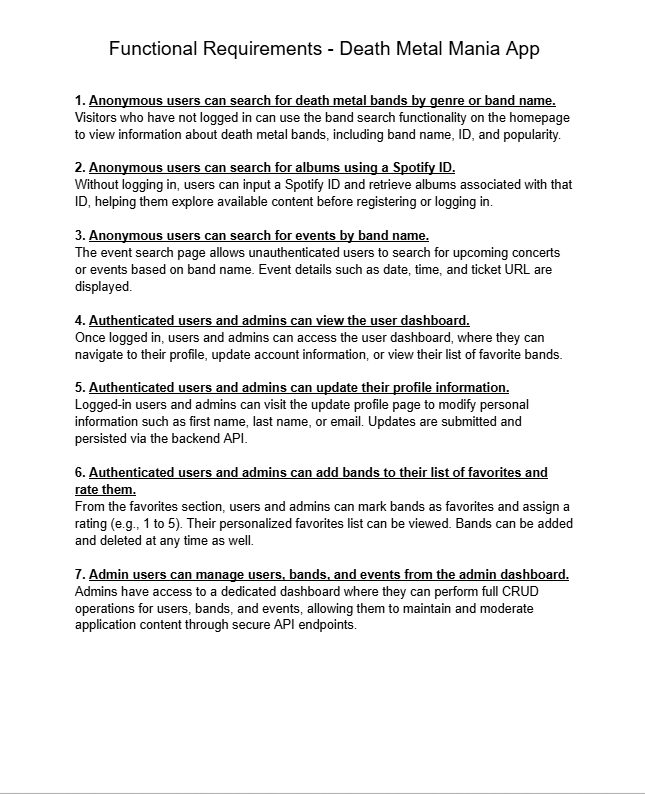 Functional Requirements - Death Metal Mania App
1. Anonymous users can search for death metal bands by genre or band name.
Visitors who have not logged in can use the band search functionality on the homepage
to view information about death metal bands, including band name, ID, and popularity.
2. Anonymous users can search for albums using a Spotify ID.
Without logging in, users can input a Spotify ID and retrieve albums associated with that
ID, helping them explore available content before registering or logging in.
3. Anonymous users can search for events by band name.
The event search page allows unauthenticated users to search for upcoming concerts
or events based on band name. Event details such as date, time, and ticket URL are
displayed.
4. Authenticated users and admins can view the user dashboard.
Once logged in, users and admins can access the user dashboard, where they can
navigate to their profile, update account information, or view their list of favorite bands.
5. Authenticated users and admins can update their profile information.
Logged-in users and admins can visit the update profile page to modify personal
information such as first name, last name, or email. Updates are submitted and
persisted via the backend API.
6. Authenticated users and admins can add bands to their list of favorites and
rate them.
From the favorites section, users and admins can mark bands as favorites and assign a
rating (e.g., 1 to 5). Their personalized favorites list can be viewed. Bands can be added
and deleted at any time as well.
7. Admin users can manage users, bands, and events from the admin dashboard.
Admins have access to a dedicated dashboard where they can perform full CRUD
operations for users, bands, and events, allowing them to maintain and moderate
application content through secure API endpoints.